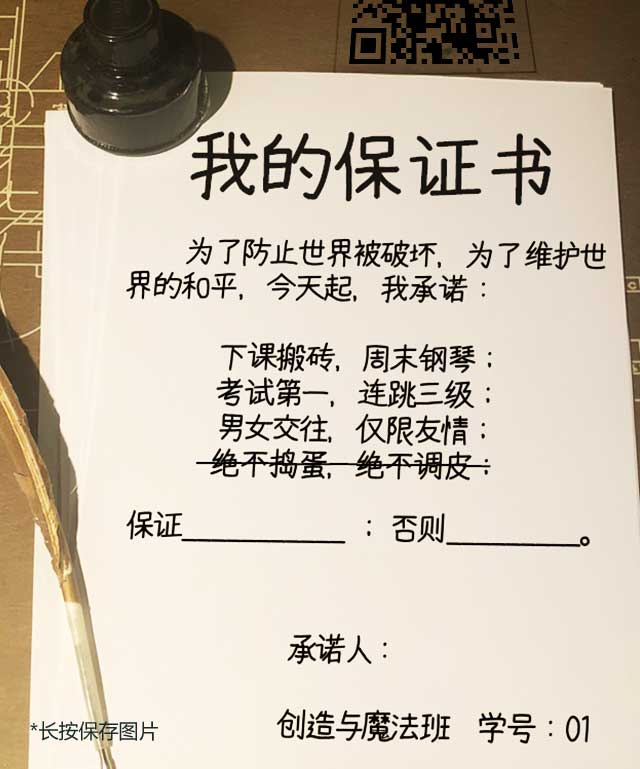 我的保证书
为了防止世界被破坏，为了维护世
界的和平，今天起，我承诺：
下课搬砖，周末钢琴；
考试第一，连跳三级；
男女交往，仅限友情；
绝不捣蛋，绝不调皮；
保证____________；否则__________。
承诺人：
创造与魔法班 学号：01
*长按保存图片